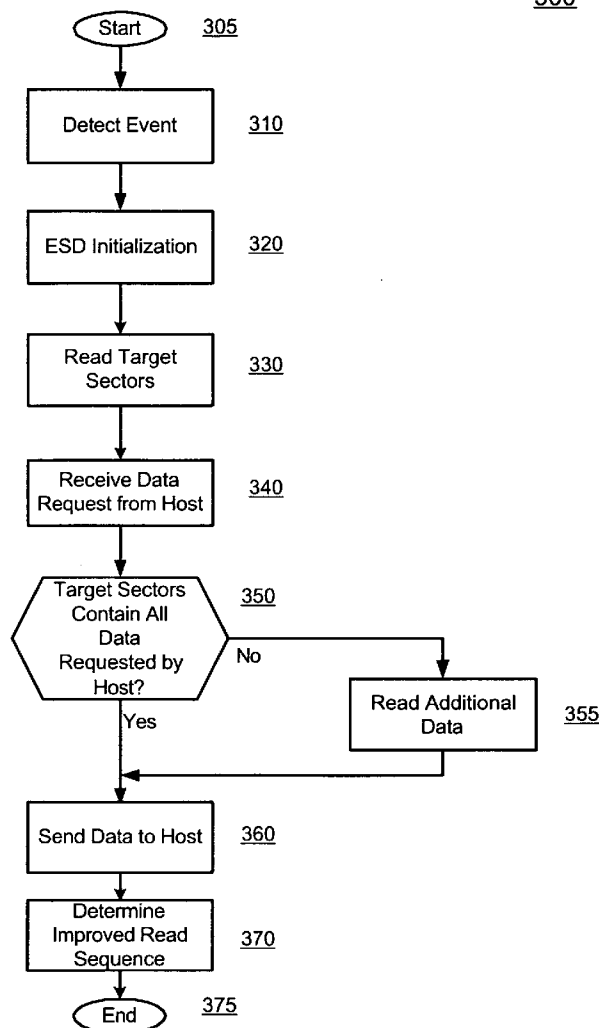 300
Start
305
Detect Event
310
ESD Initialization
320
Read Target
Sectors
330
Receive Data
Request from Host
340
Target Sectors
Contain All
Data
Requested by
Host?
350
No
Yes
Read Additional
Data
355
Send Data to Host
360
Determine
Improved Read
Sequence
370
End
375